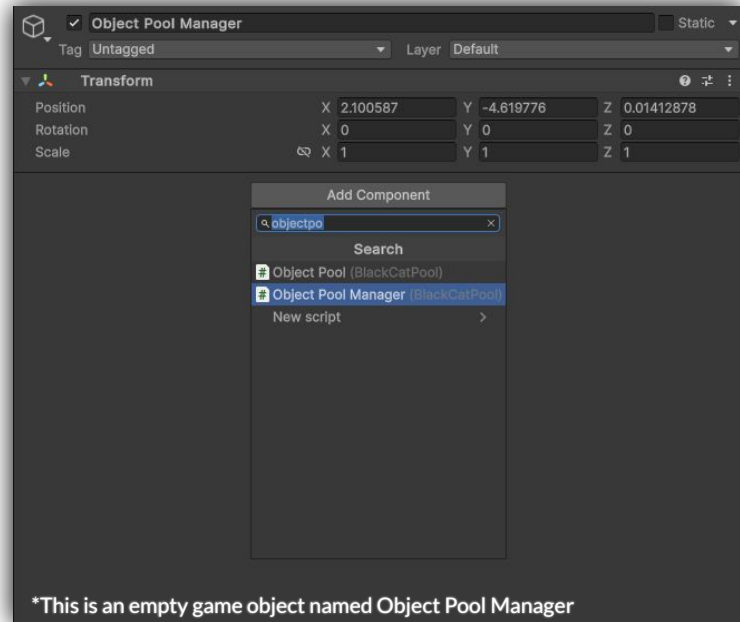 Object Pool Manager Static
Tag Untagged Layer Default
Transform
Position X 2.100587 Y -4.619776 Z 0.01412878
Rotation X 0 Y 0 Z 0
Scale X 1 Y 1 Z 1
Add Component
objectpo
Search
Object Pool (BlackCatPool)
Object Pool Manager (BlackCatPool)
New script
*This is an empty game object named Object Pool Manager